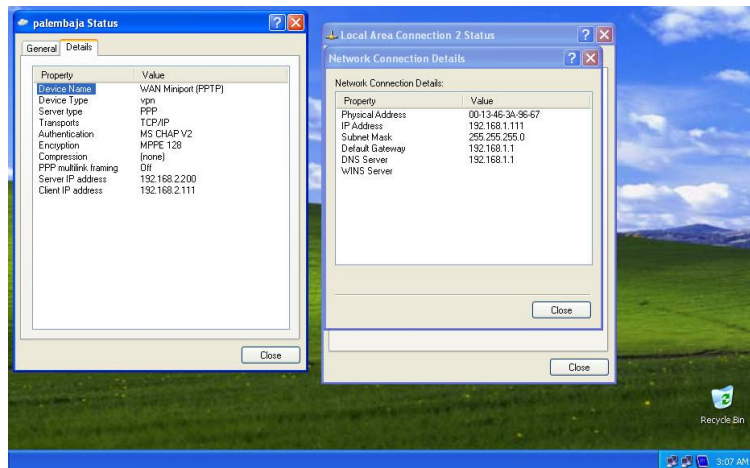 palembaja Status
General Details
Property Value
Device Name WAN Miniport (PPTP)
Device Type vpn
Server type PPP
Transports TCP/IP
Authentication MS CHAP V2
Encryption MPPE 128
Compression (none)
PPP multilink framing Off
Server IP address 192.168.2.200
Client IP address 192.168.2.111
Close
Local Area Connection 2 Status
Network Connection Details
Network Connection Details:
Property Value
Physical Address 00-13-46-3A-96-67
IP Address 192.168.1.111
Subnet Mask 255.255.255.0
Default Gateway 192.168.1.1
DNS Server 192.168.1.1
WINS Server
Close
Close
Recycle Bin
3:07 AM